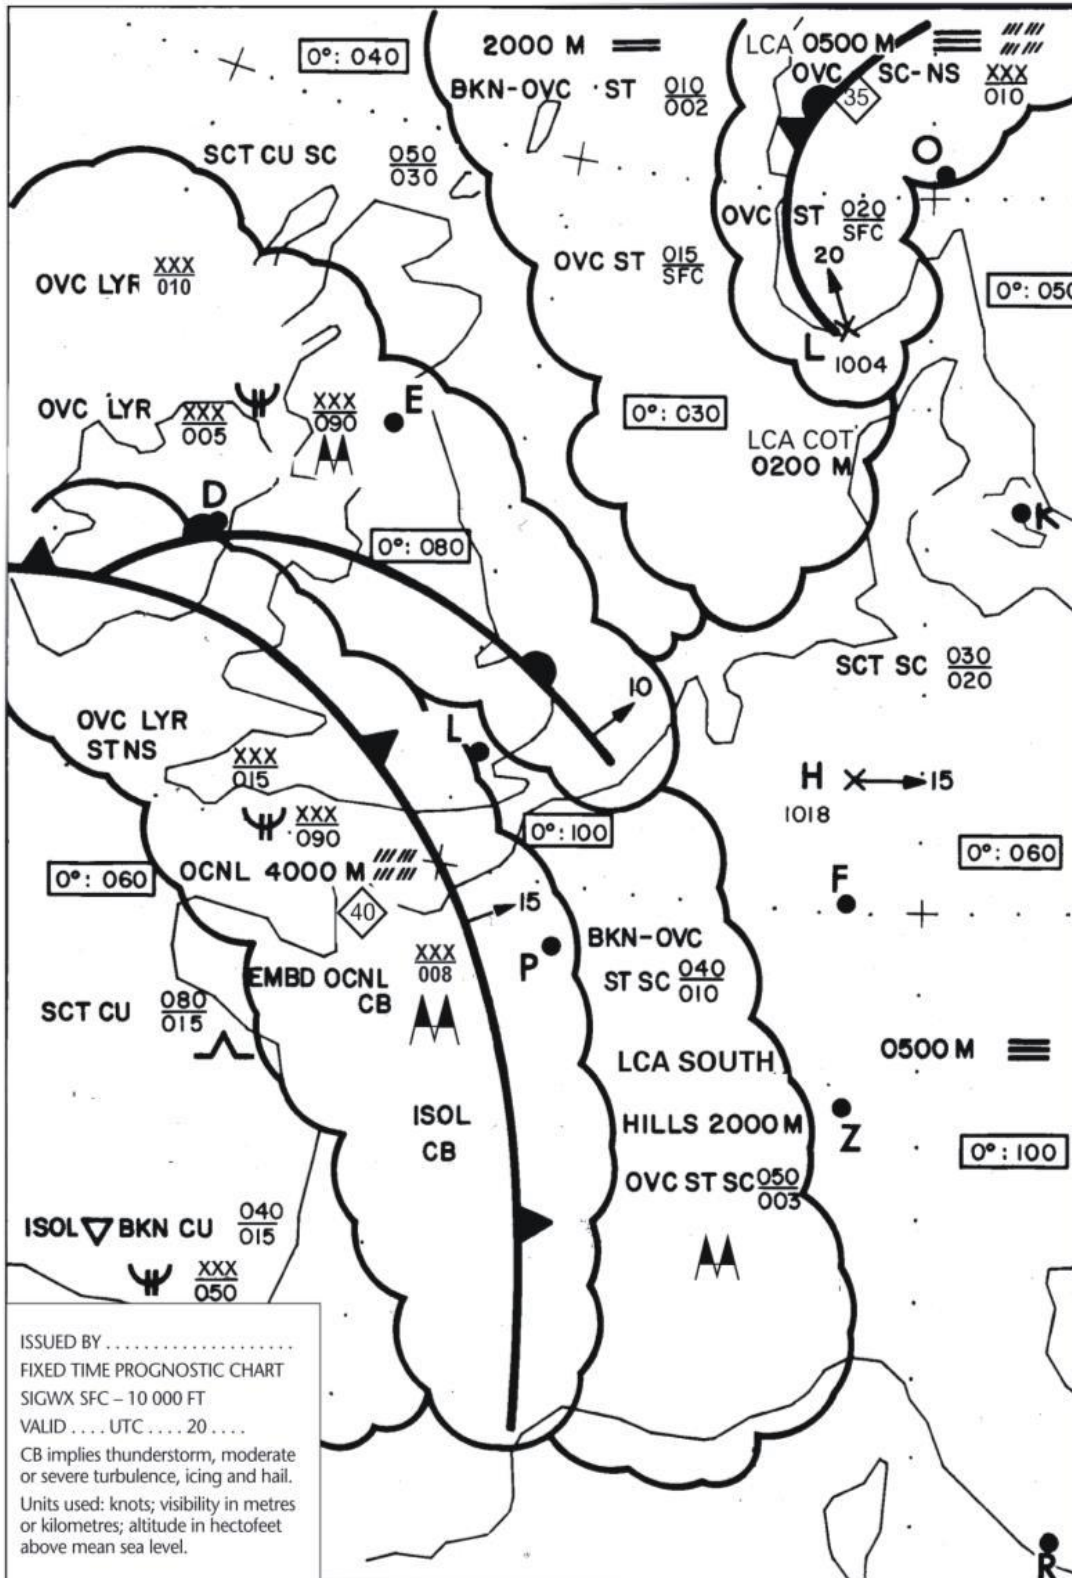 0°: 040
2000 M
LCA 0500 M
BKN-OVC ST 010
002
OVC SC-NS XXX
010
35
SCT CU SC 050
030
O
OVC ST 020
SFC
OVC LYR XXX
010
OVC ST 015
SFC
20
0°: 050
L 1004
OVC LYR XXX
005
XXX
090
E
0°: 030
LCA COT
0200 M
D
K
0°: 080
SCT SC 030
020
10
OVC LYR
ST NS
L
XXX
015
H 15
1018
XXX
090
0°: 100
0°: 060
OCNL 4000 M
0°: 060
40
15
F
BKN-OVC
P
ST SC 040
010
EMBD OCNL
CB
XXX
008
SCT CU 080
015
0500 M
LCA SOUTH
HILLS 2000 M
Z
ISOL
CB
0°: 100
OVC ST SC 050
003
ISOL BKN CU 040
015
XXX
050
ISSUED BY . . . . . . . . . . . . . . . . . . . .
FIXED TIME PROGNOSTIC CHART
SIGWX SFC – 10 000 FT
VALID . . . . UTC . . . . 20 . . . .
CB implies thunderstorm, moderate
or severe turbulence, icing and hail.
Units used: knots; visibility in metres
or kilometres; altitude in hectofeet
above mean sea level.
R